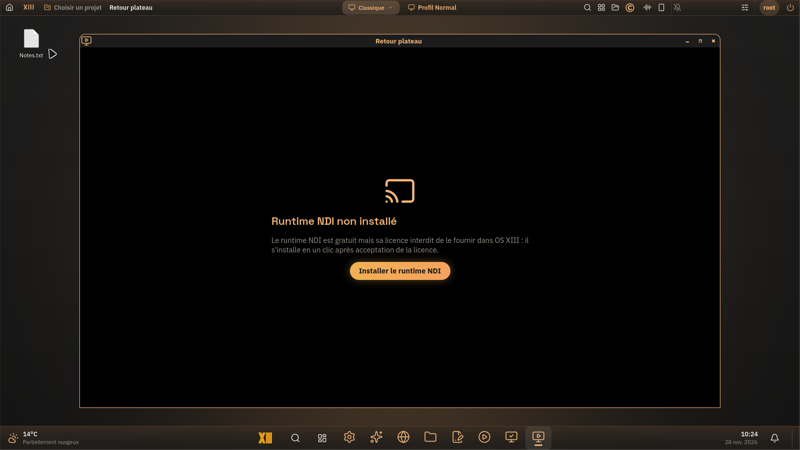 XIII
Choisir un projet
Retour plateau
Classique
Profil Normal
root
Notes.txt
Retour plateau
Runtime NDI non installé
Le runtime NDI est gratuit mais sa licence interdit de le fournir dans OS XIII : il
s'installe en un clic après acceptation de la licence.
Installer le runtime NDI
14°C
Partiellement nuageux
XIII
10:24
28 nov. 2026